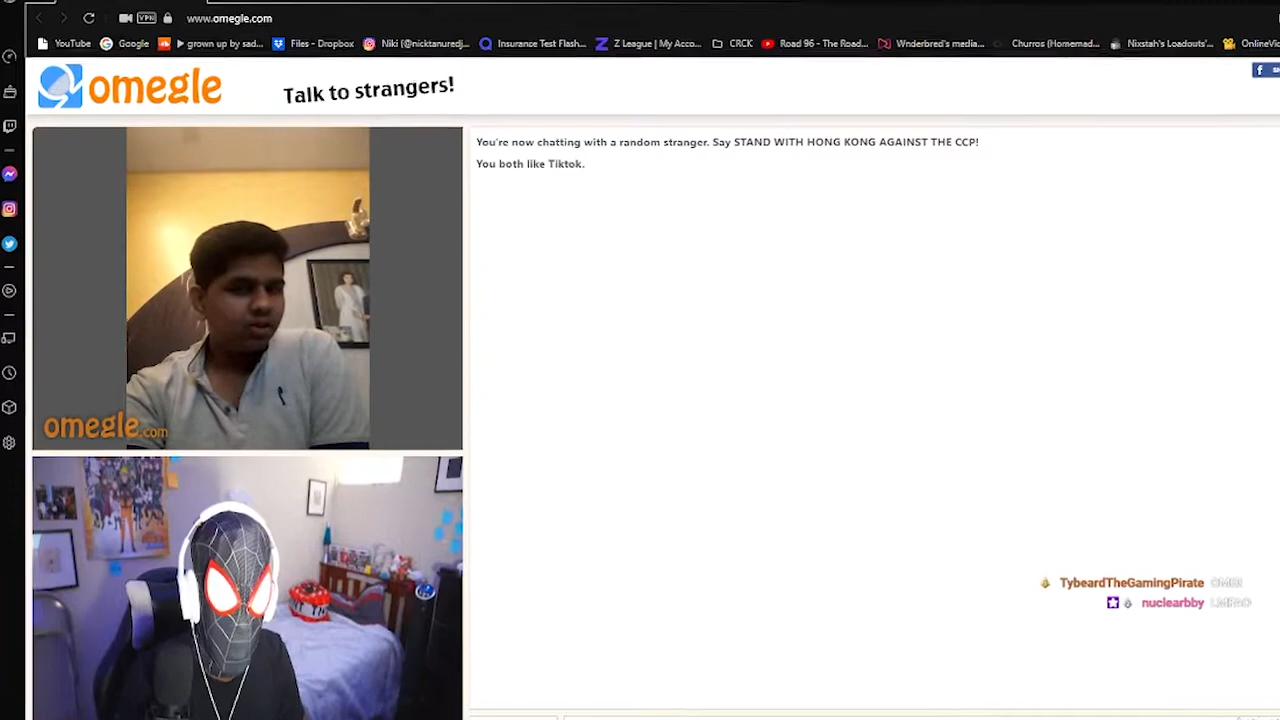 VPN www.omegle.com
YouTube Google grown up by sad... Files - Dropbox Niki (@nicktanuredj... Insurance Test Flash... Z League | My Acco... CRCK Road 96 - The Road... Wnderbred's media... Churros (Homemad... Nixstah's Loadouts'... OnlineVid
omegle
Talk to strangers!
You're now chatting with a random stranger. Say STAND WITH HONG KONG AGAINST THE CCP!
You both like Tiktok.
omegle.com
TybeardTheGamingPirate
nuclearbby LMFAO